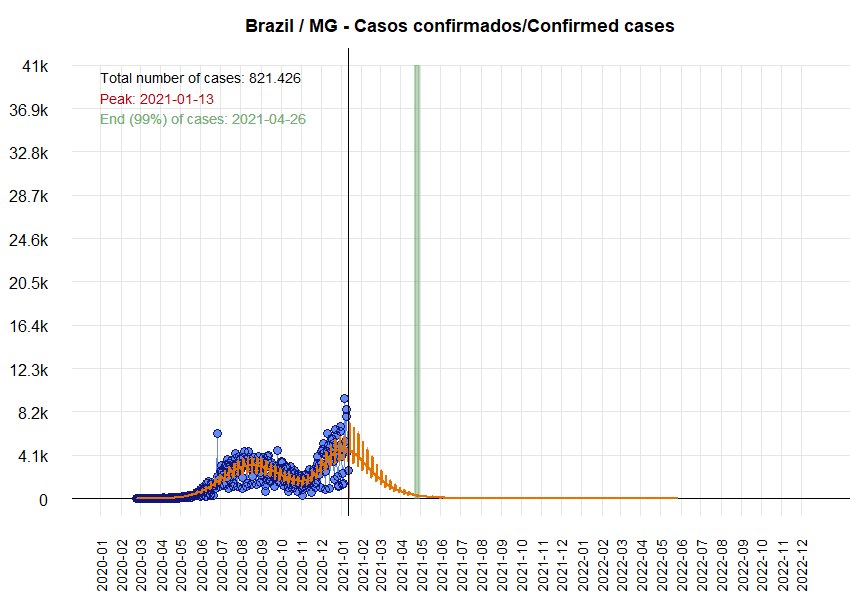 Brazil / MG - Casos confirmados/Confirmed cases
41k
36.9k
32.8k
28.7k
24.6k
20.5k
16.4k
12.3k
8.2k
4.1k
0
Total number of cases: 821.426
Peak: 2021-01-13
End (99%) of cases: 2021-04-26
2020-01
2020-02
2020-03
2020-04
2020-05
2020-06
2020-07
2020-08
2020-09
2020-10
2020-11
2020-12
2021-01
2021-02
2021-03
2021-04
2021-05
2021-06
2021-07
2021-08
2021-09
2021-10
2021-11
2021-12
2022-01
2022-02
2022-03
2022-04
2022-05
2022-06
2022-07
2022-08
2022-09
2022-10
2022-11
2022-12